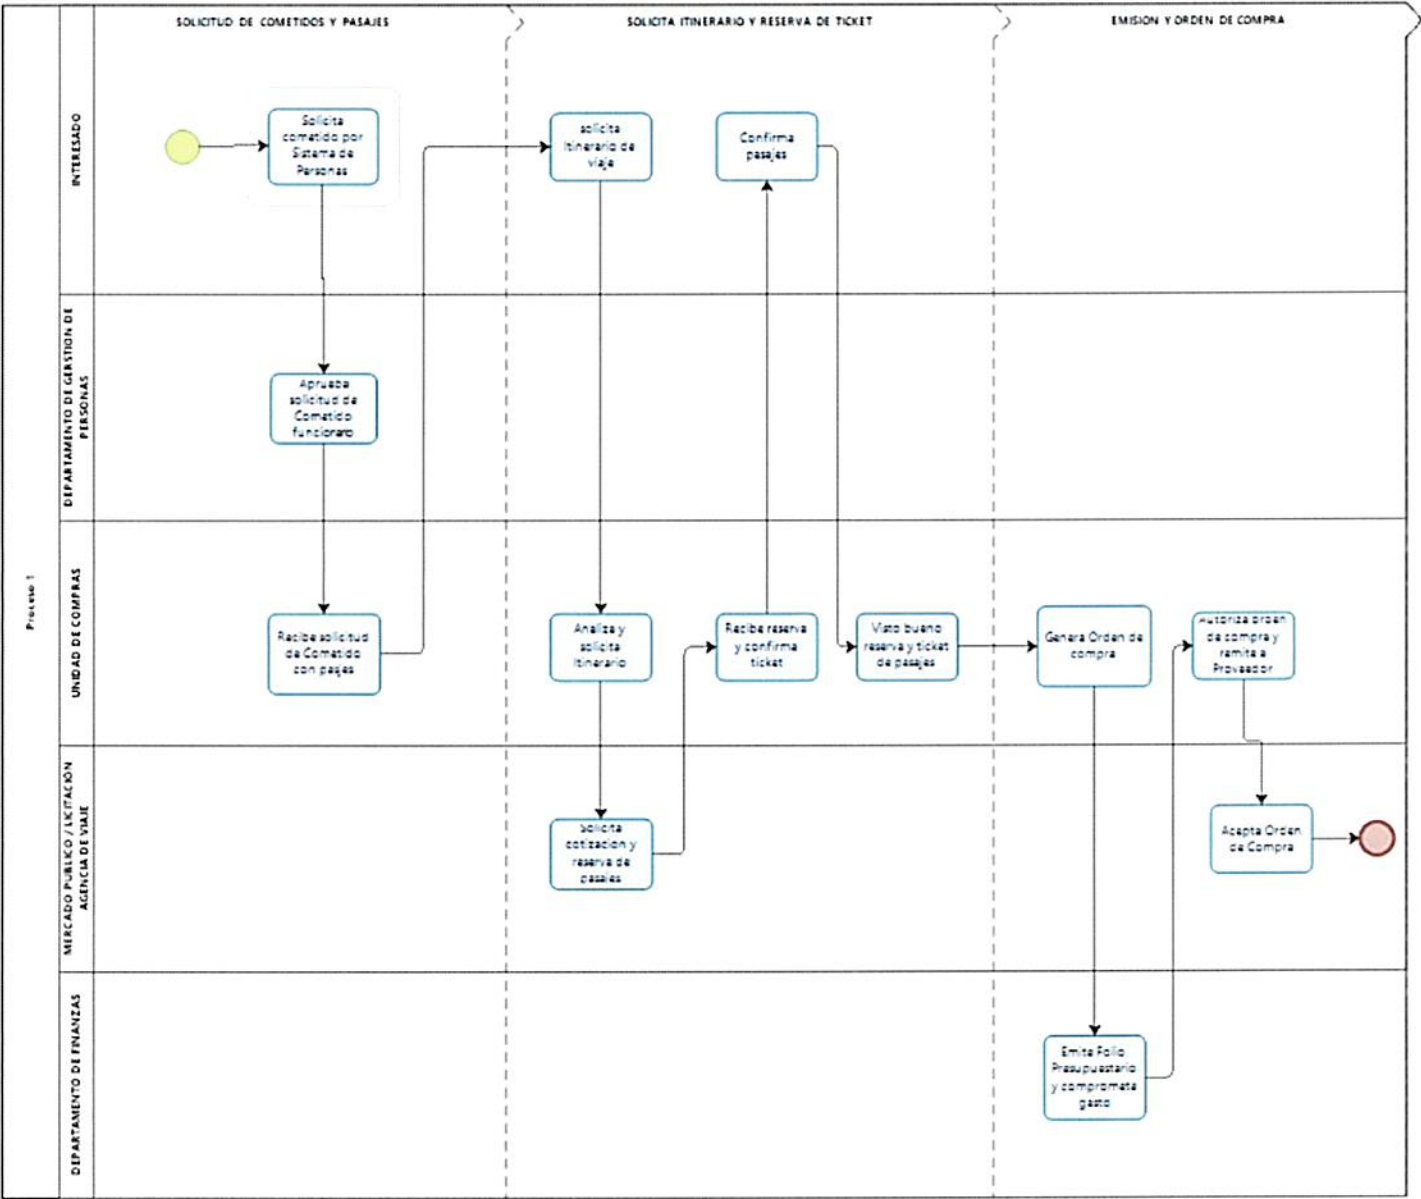 SOLICITUD DE COMETIDOS Y PASAJES
SOLICITA ITINERARIO Y RESERVA DE TICKET
EMISION Y ORDEN DE COMPRA
Proceso 1
INTERESADO
Solicita
cometido por
Sistema de
Personas
solicita
Itinerario de
viaje
Confirma
pasajes
DEPARTAMENTO DE GERSTION DE
PERSONAS
Aprueba
solicitud de
Cometido
funcionaro
UNIDAD DE COMPRAS
Recibe solicitud
de Cometido
con pasjes
Analiza y
solicita
Itinerario
Recibe reserva
y confirma
ticket
Visto bueno
reserva y ticket
de pasajes
Genera Orden de
compra
Autoriza orden
de compra y
remite a
Proveedor
MERCADO PUBLICO / LICITACIÓN
AGENCIA DE VIAJE
Solicita
cotizacion y
reserva de
pasajes
Acepta Orden
de Compra
DEPARTAMENTO DE FINANZAS
Emite Folio
Presupuestario
y compromete
gasto